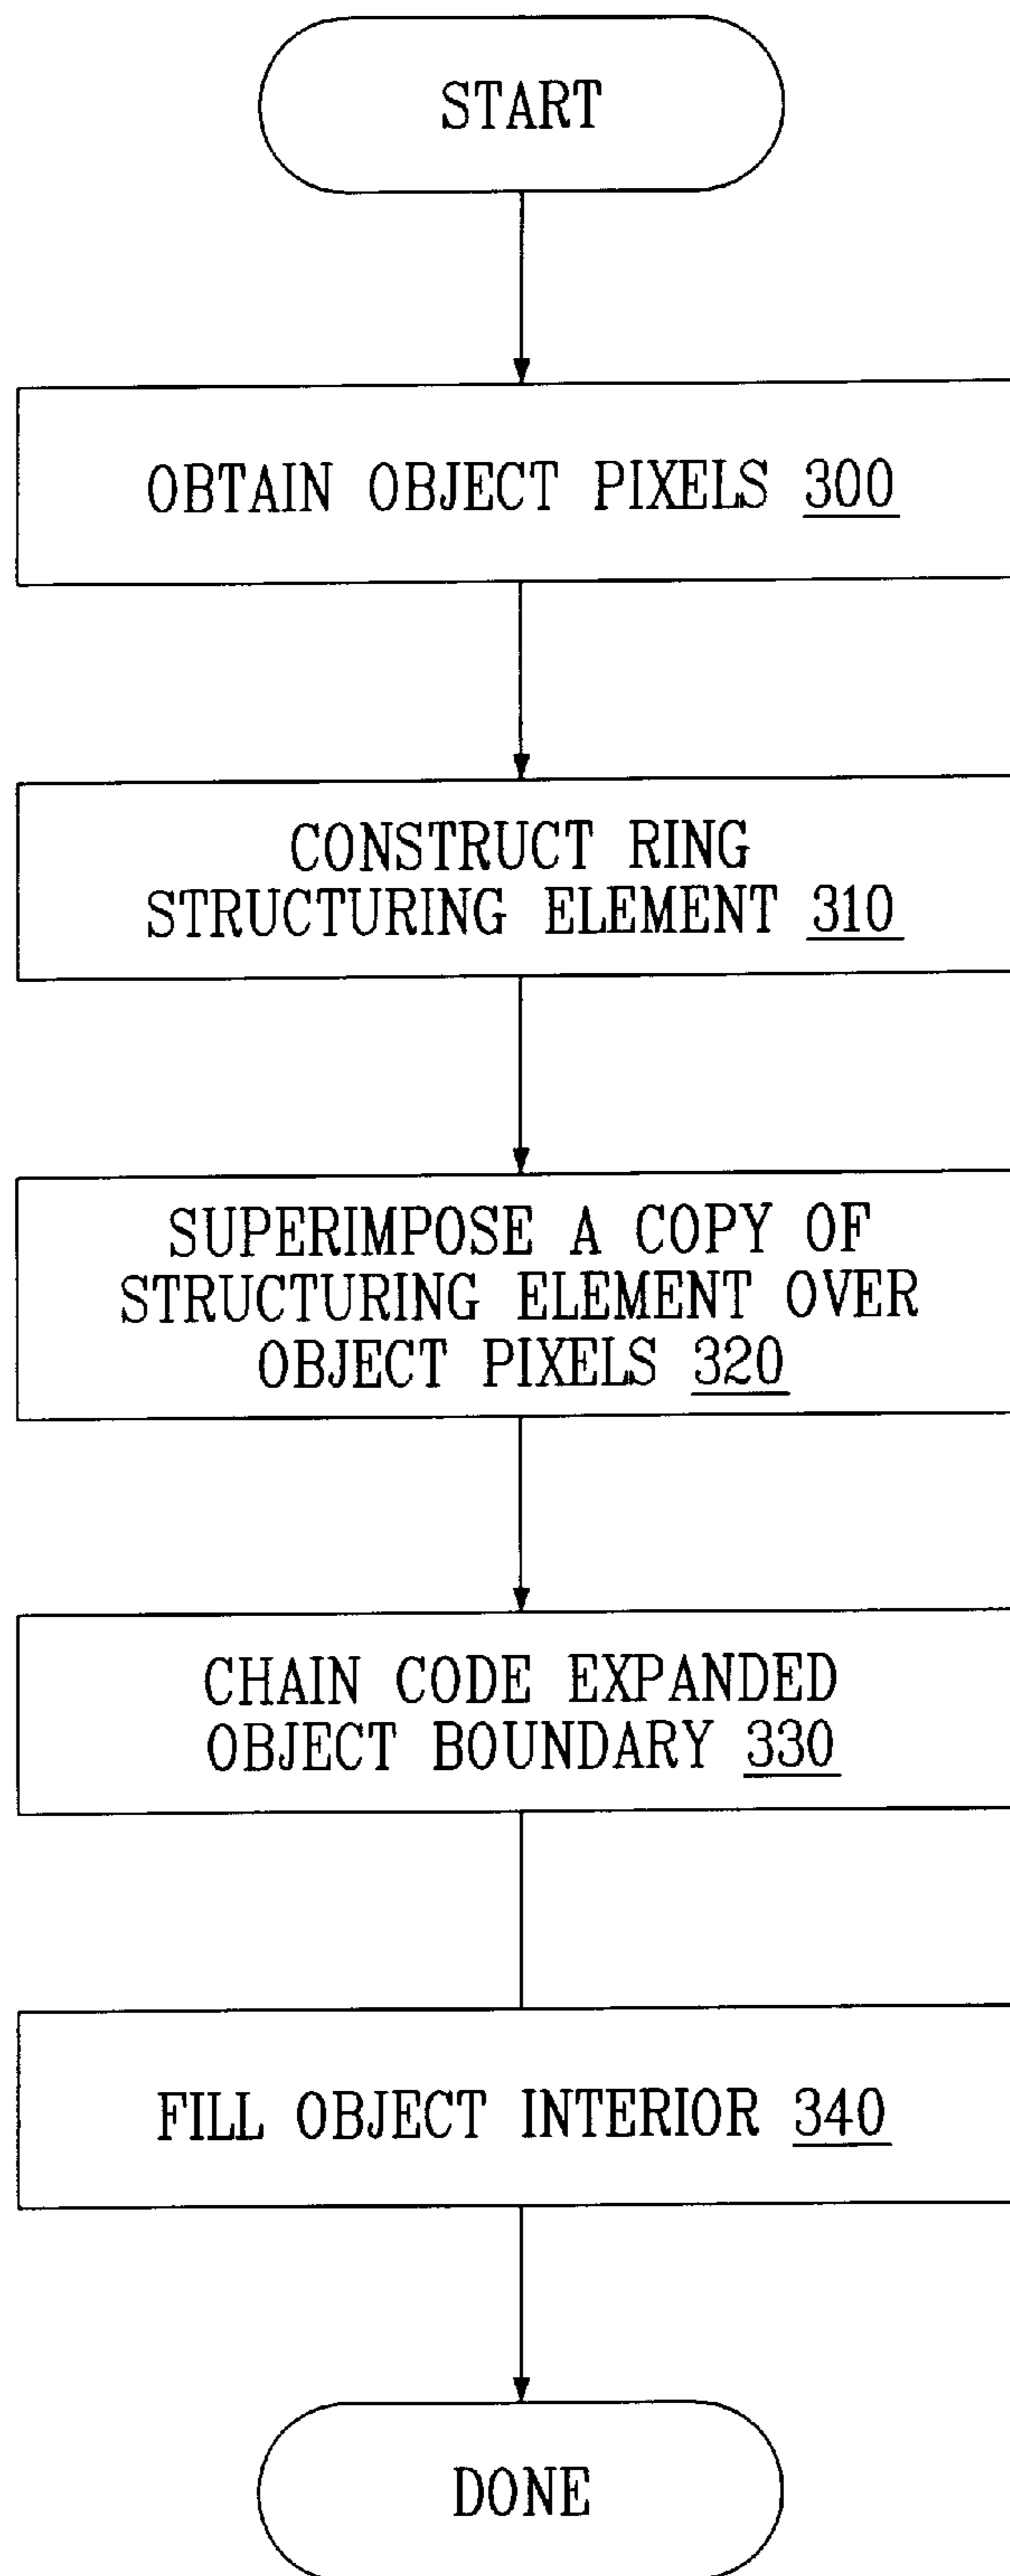 START
OBTAIN OBJECT PIXELS 300
CONSTRUCT RING
STRUCTURING ELEMENT 310
SUPERIMPOSE A COPY OF
STRUCTURING ELEMENT OVER
OBJECT PIXELS 320
CHAIN CODE EXPANDED
OBJECT BOUNDARY 330
FILL OBJECT INTERIOR 340
DONE